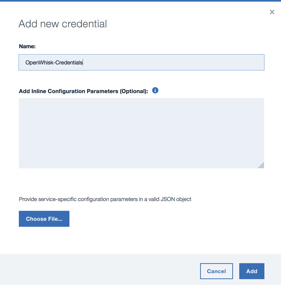 Add new credential
Name:
OpenWhisk-Credentials
Add Inline Configuration Parameters (Optional):
Provide service-specific configuration parameters in a valid JSON object
Choose File...
Cancel
Add